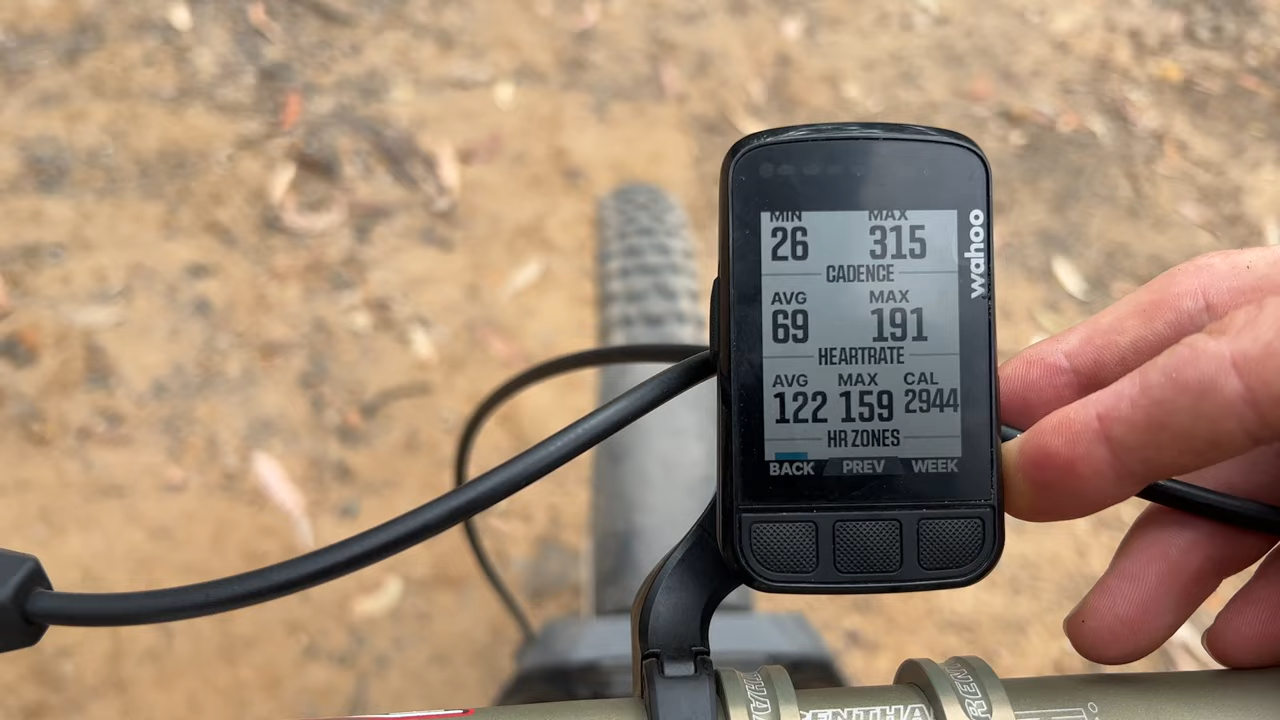 MIN MAX
26 315
CADENCE
AVG MAX
69 191
HEARTRATE
AVG MAX CAL
122 159 2944
HR ZONES
BACK PREV WEEK
wahoo
RENTHAL